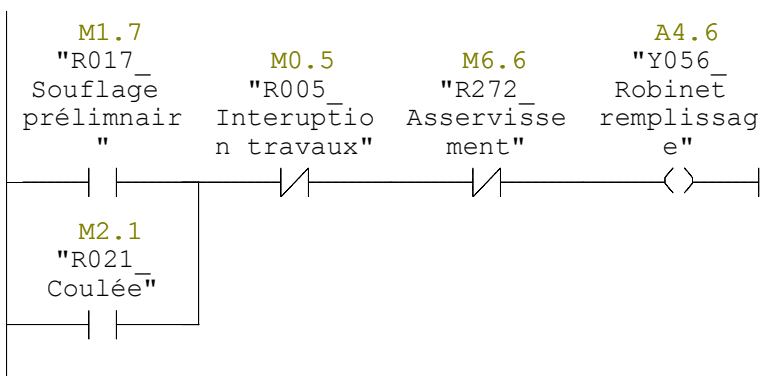 M1.7
"R017_
Souflage
prélimnair
"
M0.5
"R005_
Interuptio
n travaux"
M6.6
"R272_
Asservisse
ment"
A4.6
"Y056_
Robinet
remplissag
e"
M2.1
"R021_
Coulée"